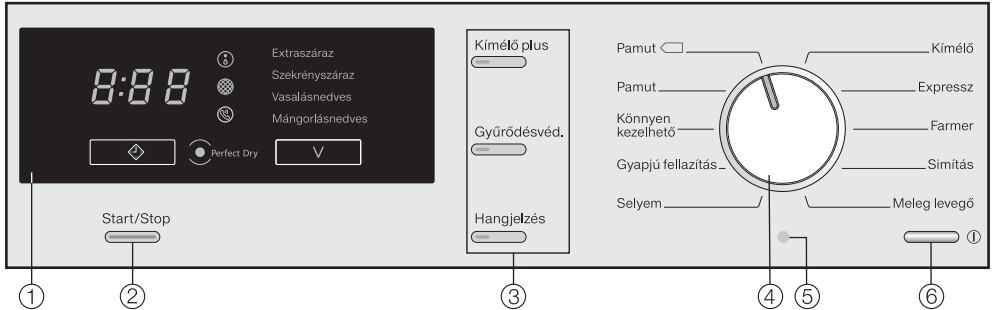 8:88
Extraszáraz
Szekrényszáraz
Vasalásnedves
Mángorlásnedves
Perfect Dry
Start/Stop
Kímélő plus
Gyűrődésvéd.
Hangjelzés
Pamut
Pamut
Könnyen
kezelhető
Gyapjú fellazítás
Selyem
Kímélő
Expressz
Farmer
Simítás
Meleg levegő
① ② ③ ④ ⑤ ⑥